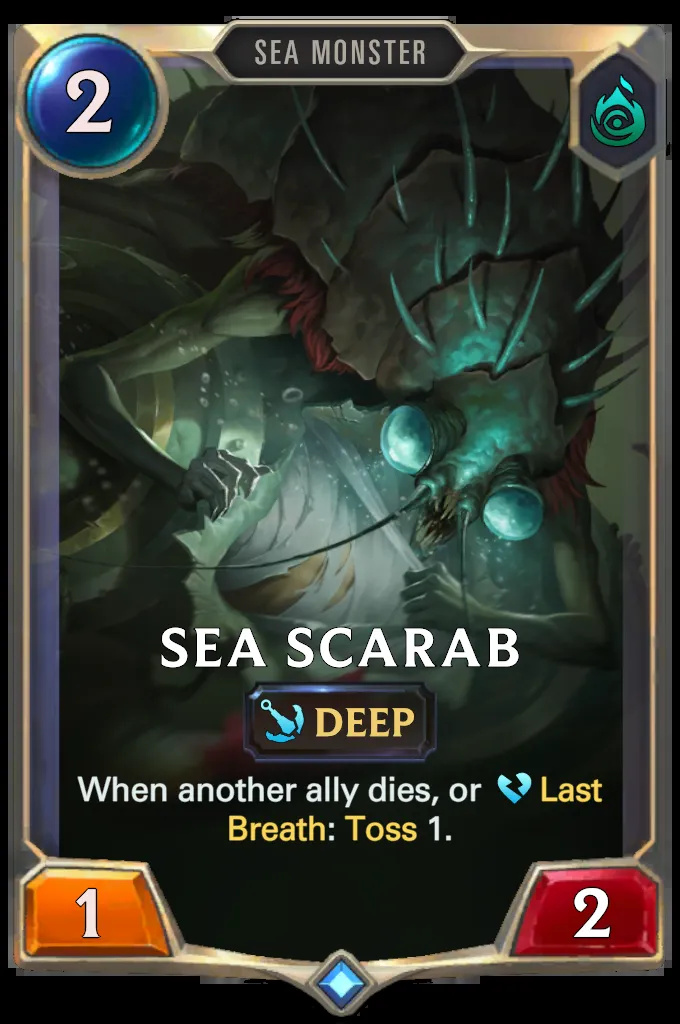 SEA MONSTER
2
SEA SCARAB
DEEP
When another ally dies, or Last
Breath: Toss 1.
1
2